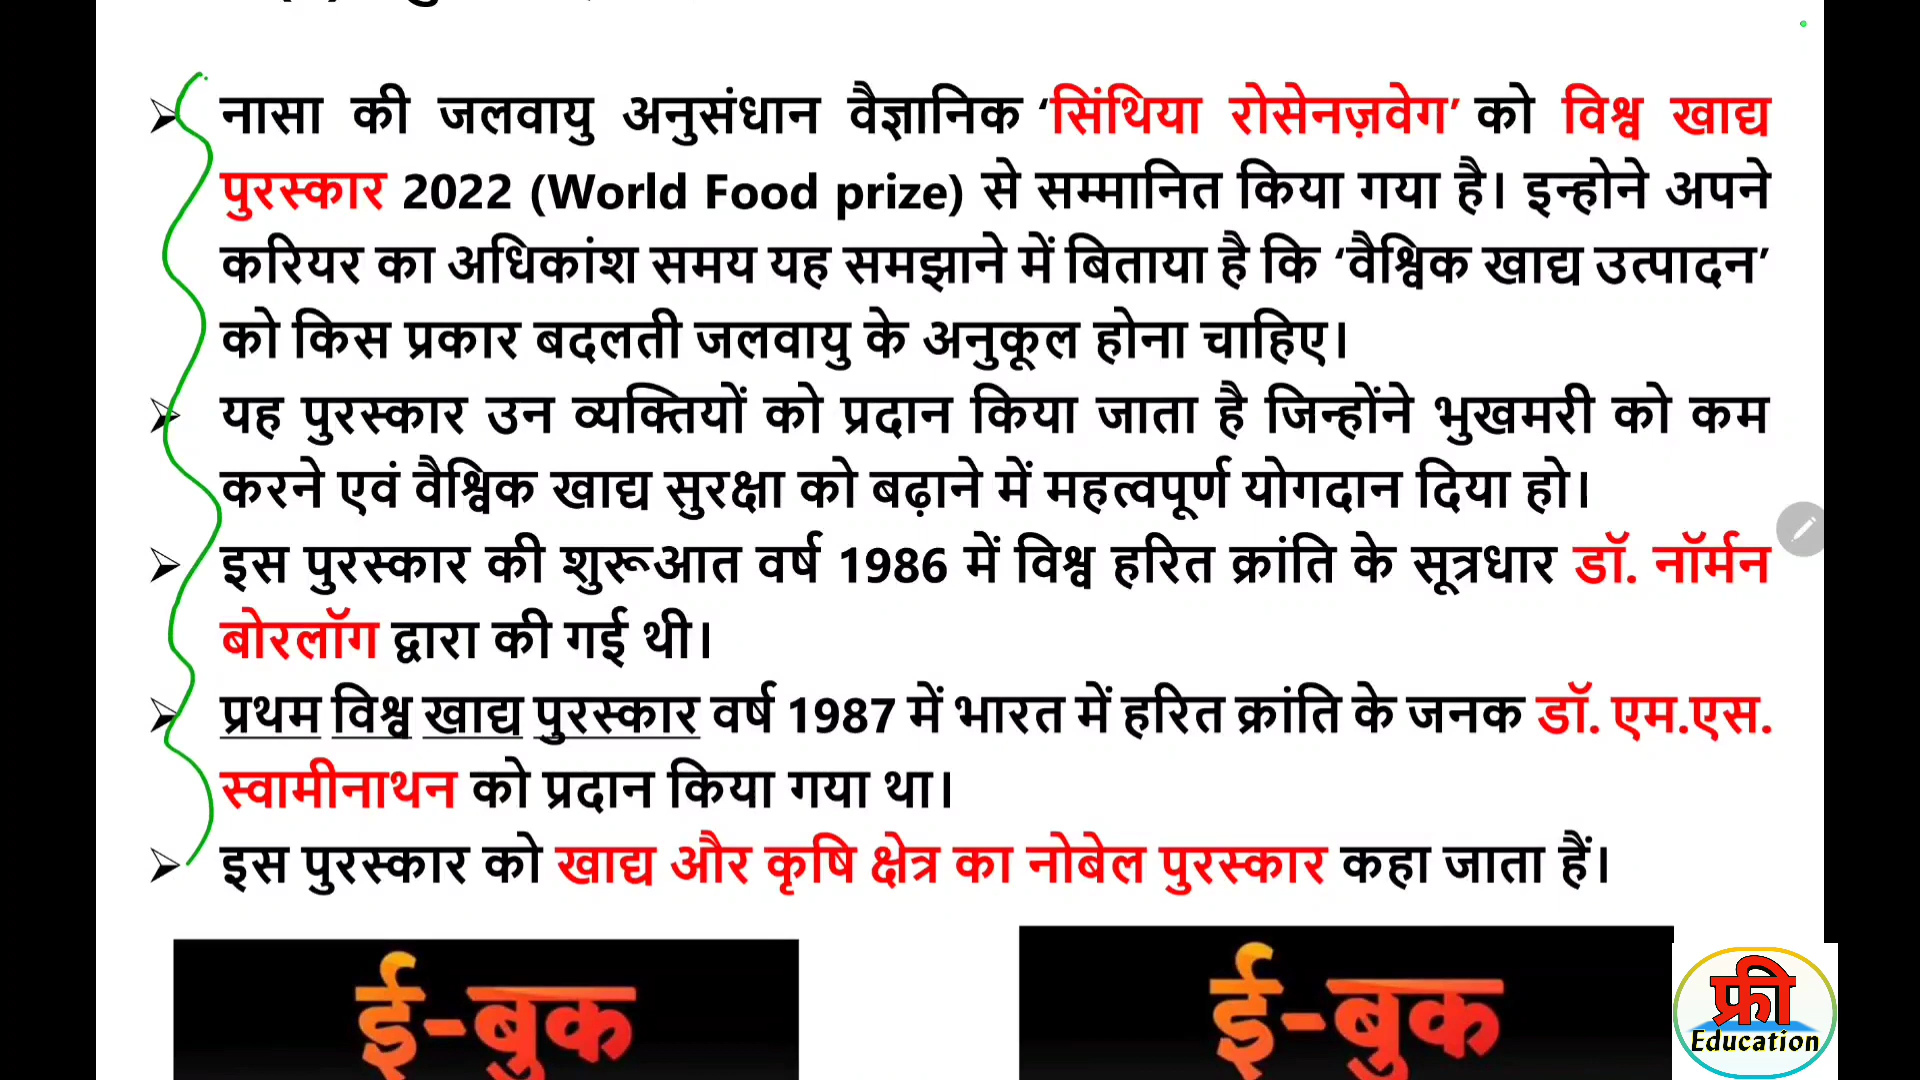 नासा की जलवायु अनुसंधान वैज्ञानिक ‘सिंथिया रोसेनज़वेग’ को विश्व खाद्य
पुरस्कार 2022 (World Food prize) से सम्मानित किया गया है। इन्होने अपने
करियर का अधिकांश समय यह समझाने में बिताया है कि ‘वैश्विक खाद्य उत्पादन’
को किस प्रकार बदलती जलवायु के अनुकूल होना चाहिए।
यह पुरस्कार उन व्यक्तियों को प्रदान किया जाता है जिन्होंने भुखमरी को कम
करने एवं वैश्विक खाद्य सुरक्षा को बढ़ाने में महत्वपूर्ण योगदान दिया हो।
इस पुरस्कार की शुरूआत वर्ष 1986 में विश्व हरित क्रांति के सूत्रधार डॉ. नॉर्मन
बोरलॉग द्वारा की गई थी।
प्रथम विश्व खाद्य पुरस्कार वर्ष 1987 में भारत में हरित क्रांति के जनक डॉ. एम.एस.
स्वामीनाथन को प्रदान किया गया था।
इस पुरस्कार को खाद्य और कृषि क्षेत्र का नोबेल पुरस्कार कहा जाता हैं।
ई-बुक
ई-बुक
फ्री
Education